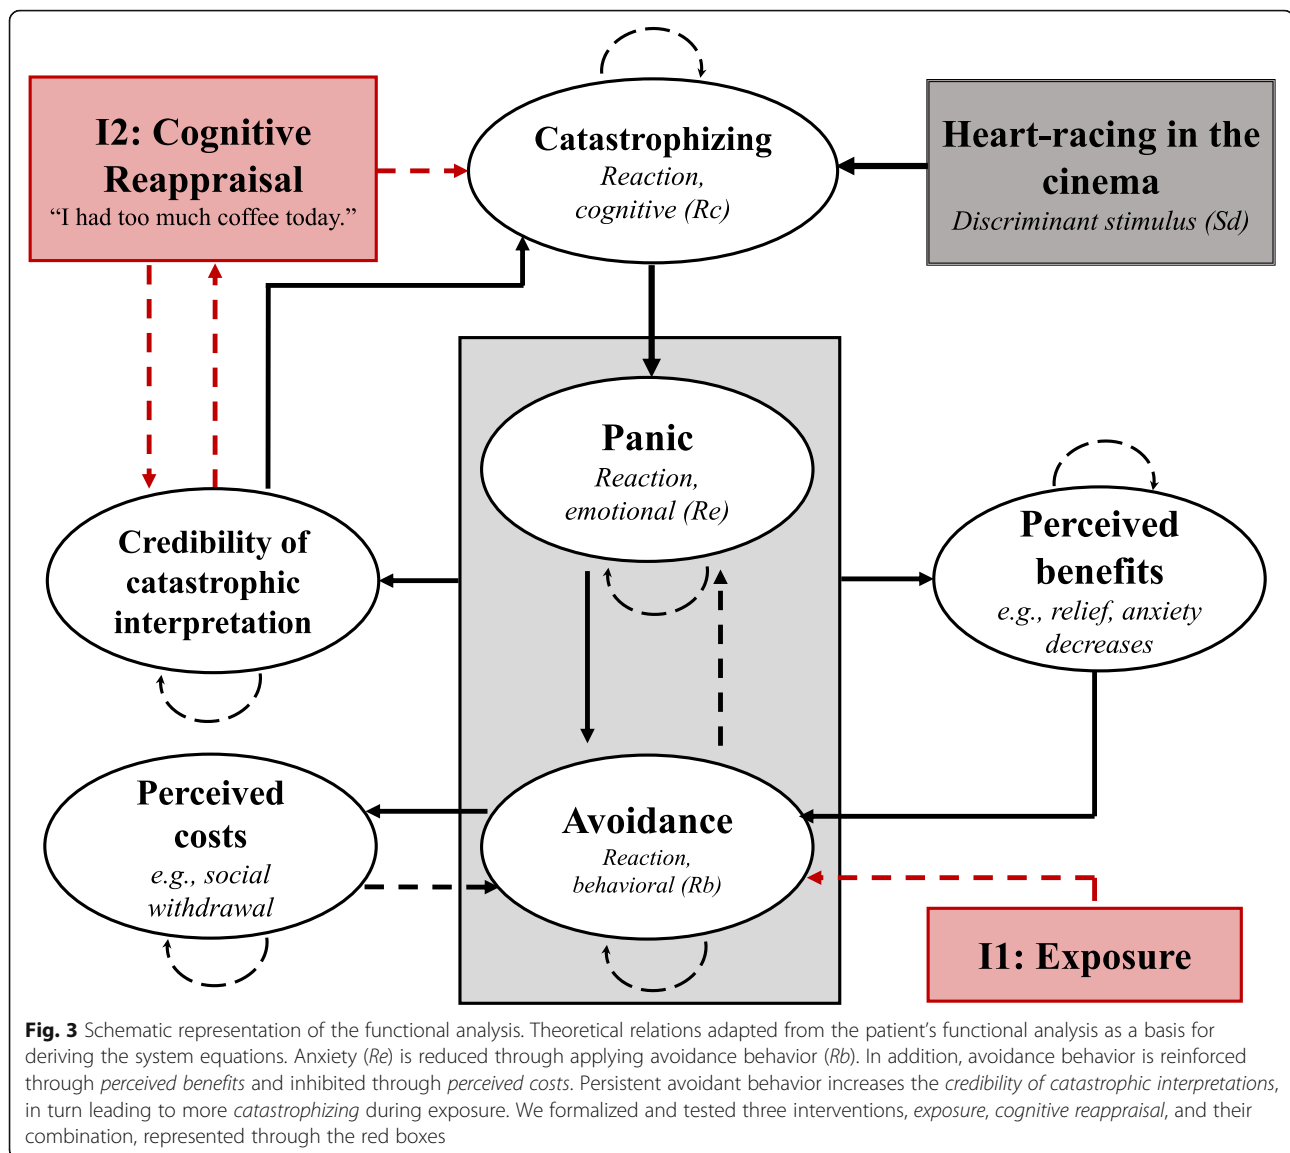 I2: Cognitive
Reappraisal
“I had too much coffee today.”
Catastrophizing
Reaction,
cognitive (Rc)
Heart-racing in the
cinema
Discriminant stimulus (Sd)
Panic
Reaction,
emotional (Re)
Credibility of
catastrophic
interpretation
Perceived
benefits
e.g., relief, anxiety
decreases
Perceived
costs
e.g., social
withdrawal
Avoidance
Reaction,
behavioral (Rb)
I1: Exposure
Fig. 3 Schematic representation of the functional analysis. Theoretical relations adapted from the patient’s functional analysis as a basis for
deriving the system equations. Anxiety (Re) is reduced through applying avoidance behavior (Rb). In addition, avoidance behavior is reinforced
through perceived benefits and inhibited through perceived costs. Persistent avoidant behavior increases the credibility of catastrophic interpretations,
in turn leading to more catastrophizing during exposure. We formalized and tested three interventions, exposure, cognitive reappraisal, and their
combination, represented through the red boxes